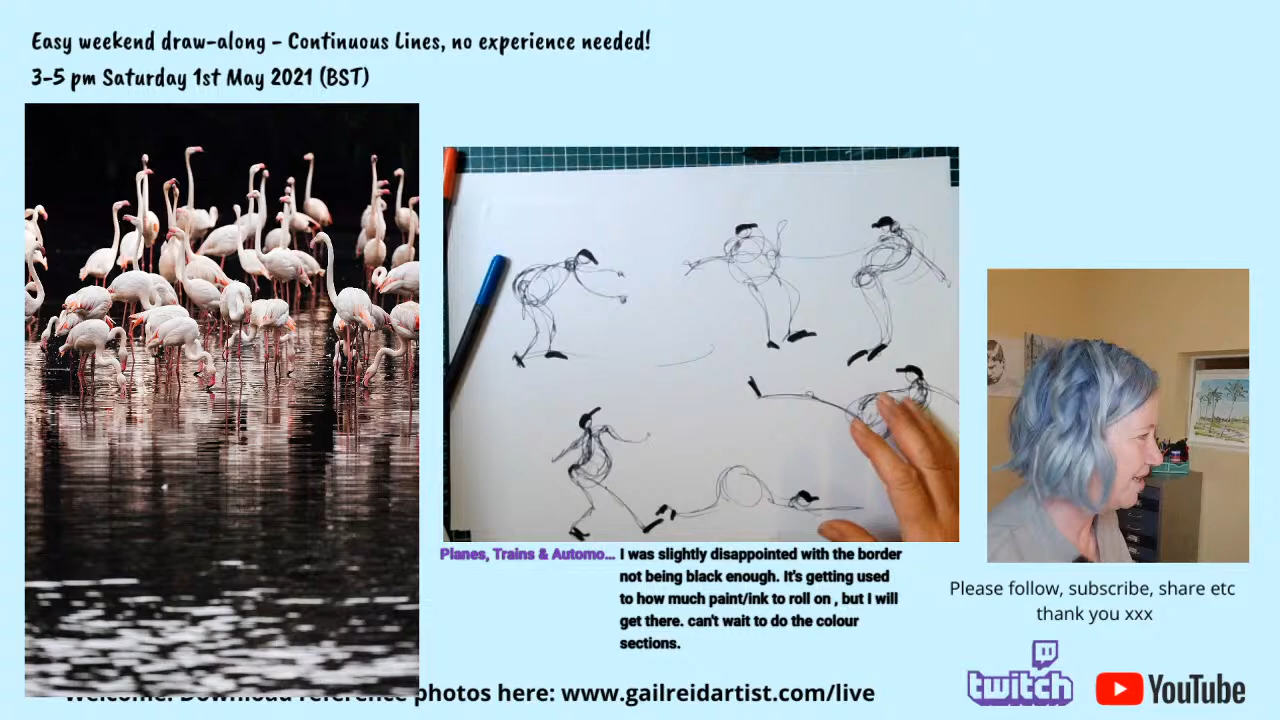 Easy weekend draw-along - Continuous Lines, no experience needed!
3-5 pm Saturday 1st May 2021 (BST)
Planes, Trains & Automo... I was slightly disappointed with the border
not being black enough. It's getting used
to how much paint/ink to roll on , but I will
get there. can't wait to do the colour
sections.
Please follow, subscribe, share etc
thank you xxx
Welcome! Download reference photos here: www.gailreidartist.com/live
twitch
YouTube